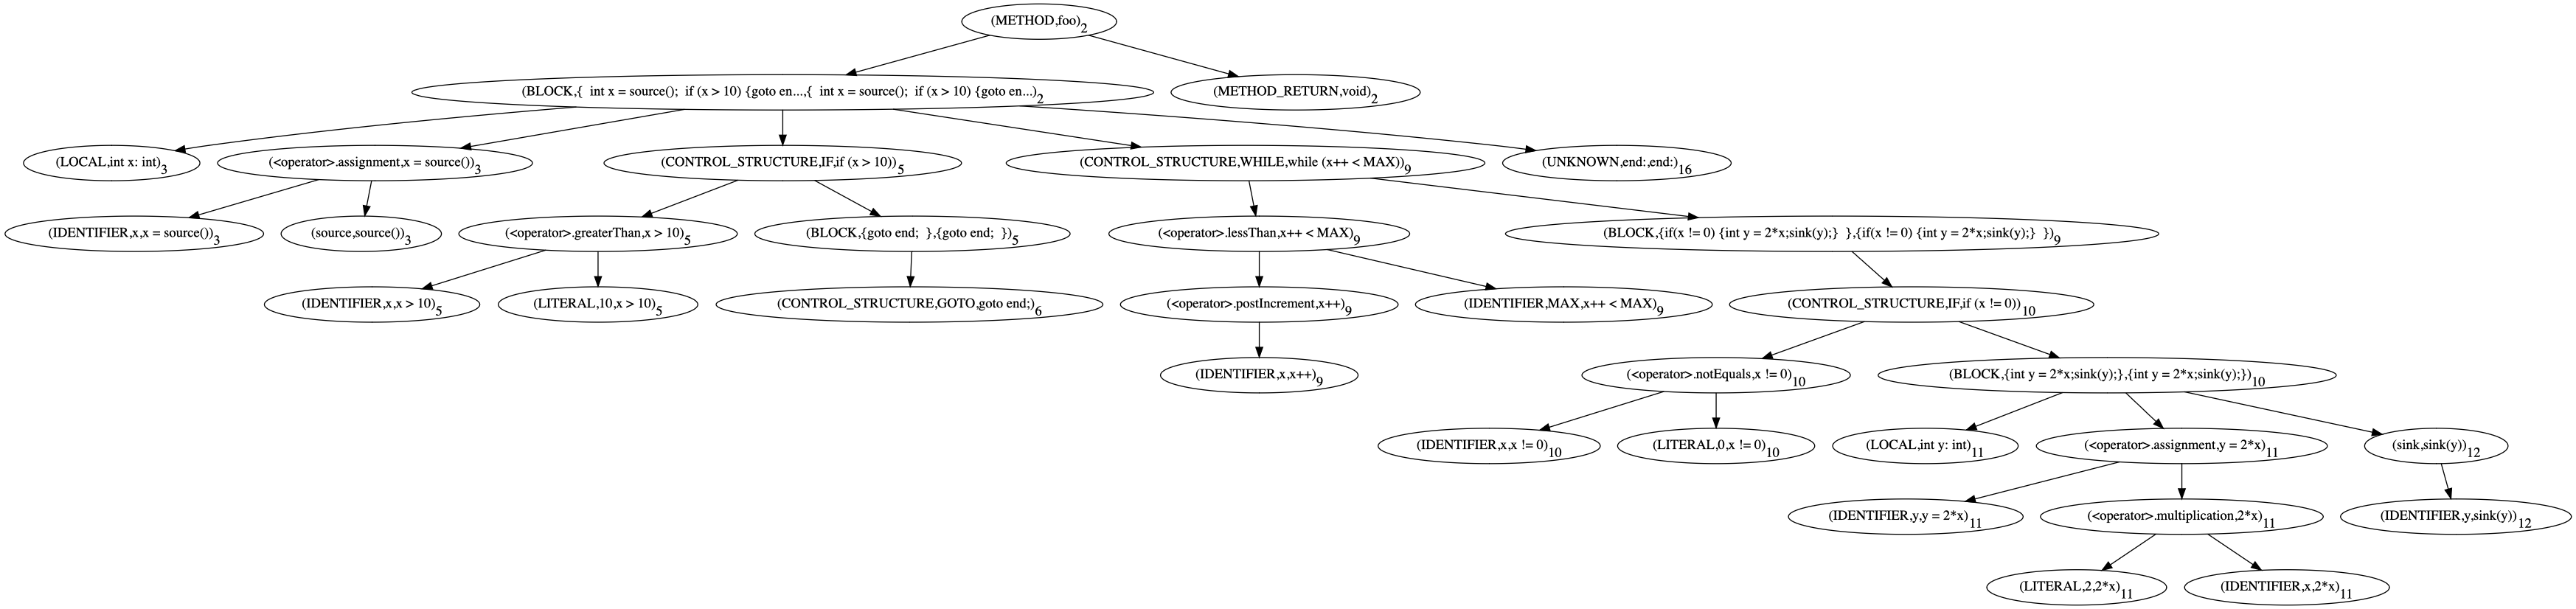 (METHOD,foo)2
(BLOCK,{  int x = source();  if (x > 10) {goto en...,{  int x = source();  if (x > 10) {goto en...)2
(METHOD_RETURN,void)2
(LOCAL,int x: int)3
(<operator>.assignment,x = source())3
(CONTROL_STRUCTURE,IF,if (x > 10))5
(CONTROL_STRUCTURE,WHILE,while (x++ < MAX))9
(UNKNOWN,end:,end:)16
(IDENTIFIER,x,x = source())3
(source,source())3
(<operator>.greaterThan,x > 10)5
(BLOCK,{goto end;  },{goto end;  })5
(<operator>.lessThan,x++ < MAX)9
(BLOCK,{if(x != 0) {int y = 2*x;sink(y);}  },{if(x != 0) {int y = 2*x;sink(y);}  })9
(IDENTIFIER,x,x > 10)5
(LITERAL,10,x > 10)5
(CONTROL_STRUCTURE,GOTO,goto end;)6
(<operator>.postIncrement,x++)9
(IDENTIFIER,MAX,x++ < MAX)9
(CONTROL_STRUCTURE,IF,if (x != 0))10
(IDENTIFIER,x,x++)9
(<operator>.notEquals,x != 0)10
(BLOCK,{int y = 2*x;sink(y);},{int y = 2*x;sink(y);})10
(IDENTIFIER,x,x != 0)10
(LITERAL,0,x != 0)10
(LOCAL,int y: int)11
(<operator>.assignment,y = 2*x)11
(sink,sink(y))12
(IDENTIFIER,y,y = 2*x)11
(<operator>.multiplication,2*x)11
(IDENTIFIER,y,sink(y))12
(LITERAL,2,2*x)11
(IDENTIFIER,x,2*x)11